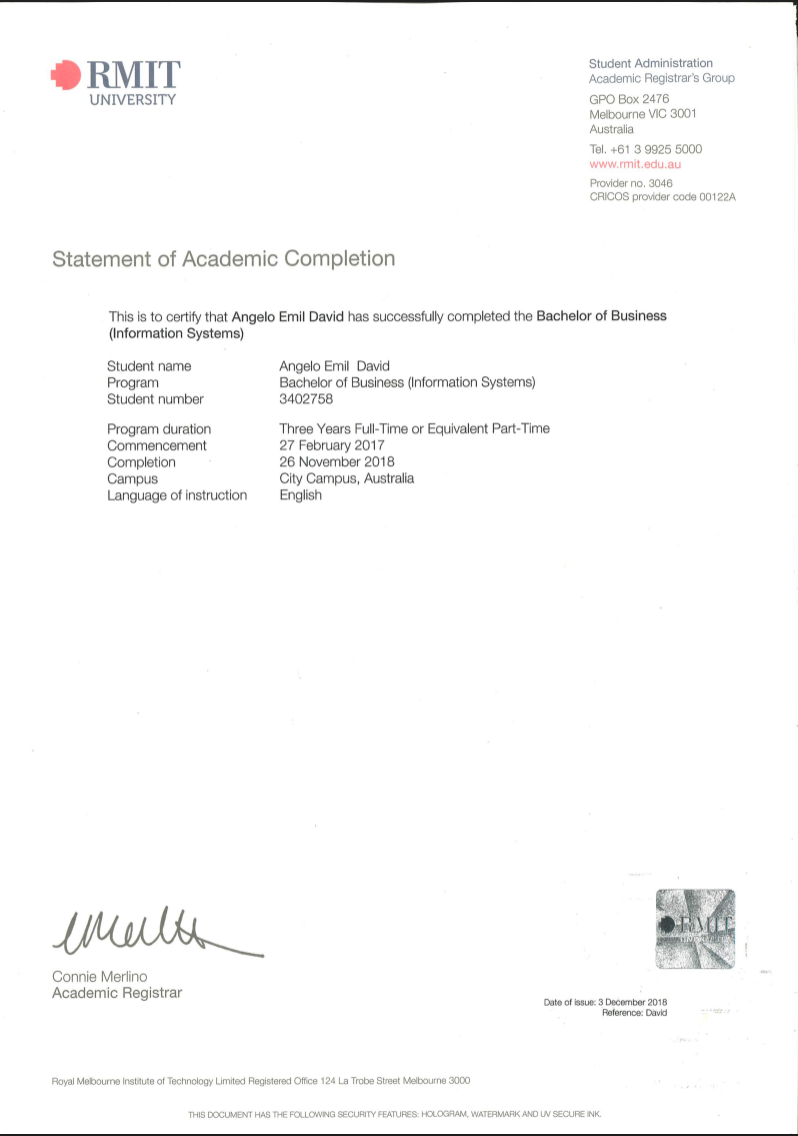 RMIT
UNIVERSITY
Student Administration
Academic Registrar's Group
GPO Box 2476
Melbourne VIC 3001
Australia
Tel. +61 3 9925 5000
www.rmit.edu.au
Provider no. 3046
CRICOS provider code 00122A
Statement of Academic Completion
This is to certify that Angelo Emil David has successfully completed the Bachelor of Business
(Information Systems)
Student name Angelo Emil David
Program Bachelor of Business (Information Systems)
Student number 3402758
Program duration Three Years Full-Time or Equivalent Part-Time
Commencement 27 February 2017
Completion 26 November 2018
Campus City Campus, Australia
Language of instruction English
RMIT
UNIVERSITY
Connie Merlino
Academic Registrar
Date of issue: 3 December 2018
Reference: David
Royal Melbourne Institute of Technology Limited Registered Office 124 La Trobe Street Melbourne 3000
THIS DOCUMENT HAS THE FOLLOWING SECURITY FEATURES: HOLOGRAM, WATERMARK AND UV SECURE INK.